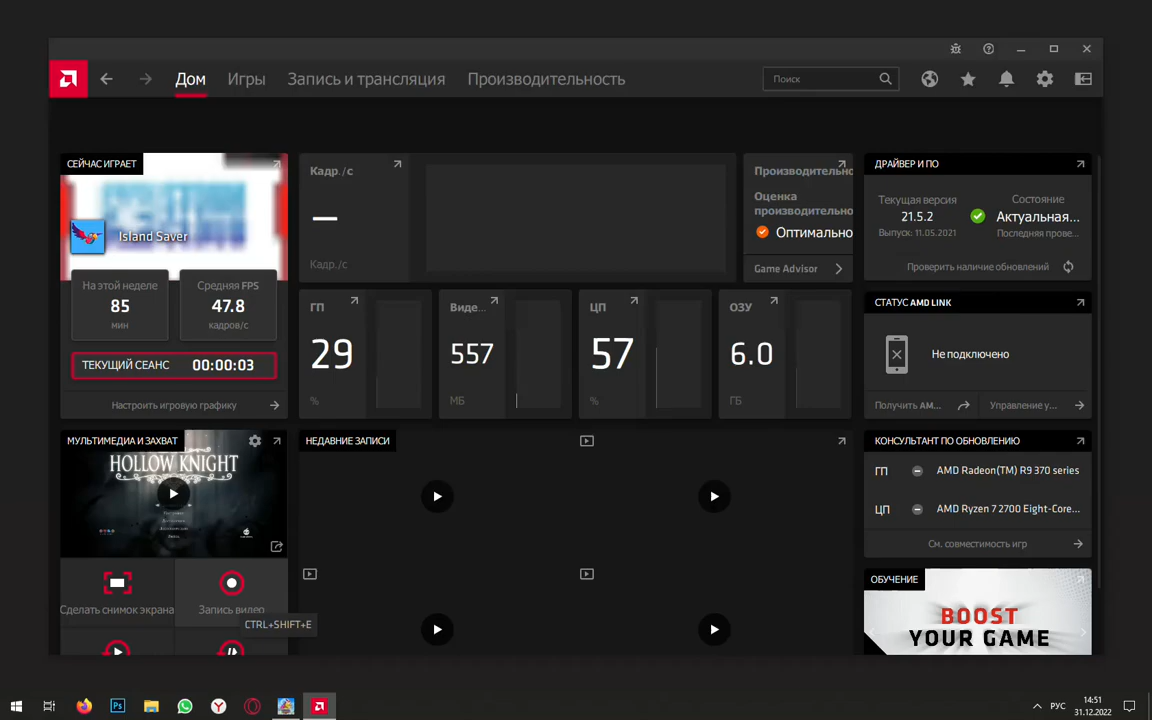 Дом
Игры
Запись и трансляция
Производительность
Поиск
СЕЙЧАС ИГРАЕТ
Island Saver
На этой неделе
85
мин
Средняя FPS
47.8
кадров/с
ТЕКУЩИЙ СЕАНС 00:00:03
Настроить игровую графику
Кадр./с
—
Кадр./с
Производительно
Оценка
производительно
Оптимально
Game Advisor
ГП
29
%
Виде...
557
МБ
ЦП
57
%
ОЗУ
6.0
ГБ
ДРАЙВЕР И ПО
Текущая версия
21.5.2
Выпуск: 11.05.2021
Состояние
Актуальная...
Последняя прове...
Проверить наличие обновлений
СТАТУС AMD LINK
Не подключено
Получить AM...
Управление у...
МУЛЬТИМЕДИА И ЗАХВАТ
HOLLOW KNIGHT
Сделать снимок экрана
Запись видео
CTRL+SHIFT+E
НЕДАВНИЕ ЗАПИСИ
КОНСУЛЬТАНТ ПО ОБНОВЛЕНИЮ
ГП AMD Radeon(TM) R9 370 series
ЦП AMD Ryzen 7 2700 Eight-Core...
См. совместимость игр
ОБУЧЕНИЕ
BOOST
YOUR GAME
Ps
РУС
14:51
31.12.2022